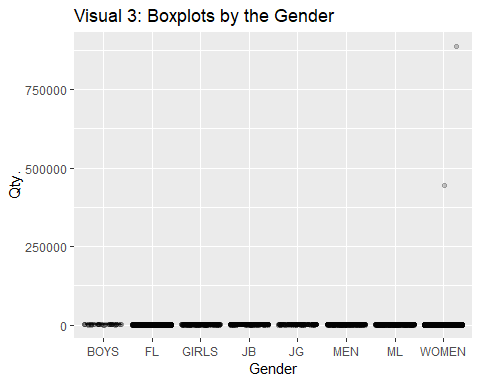 Visual 3: Boxplots by the Gender
750000
500000
250000
0
Qty.
BOYS FL GIRLS JB JG MEN ML WOMEN
Gender